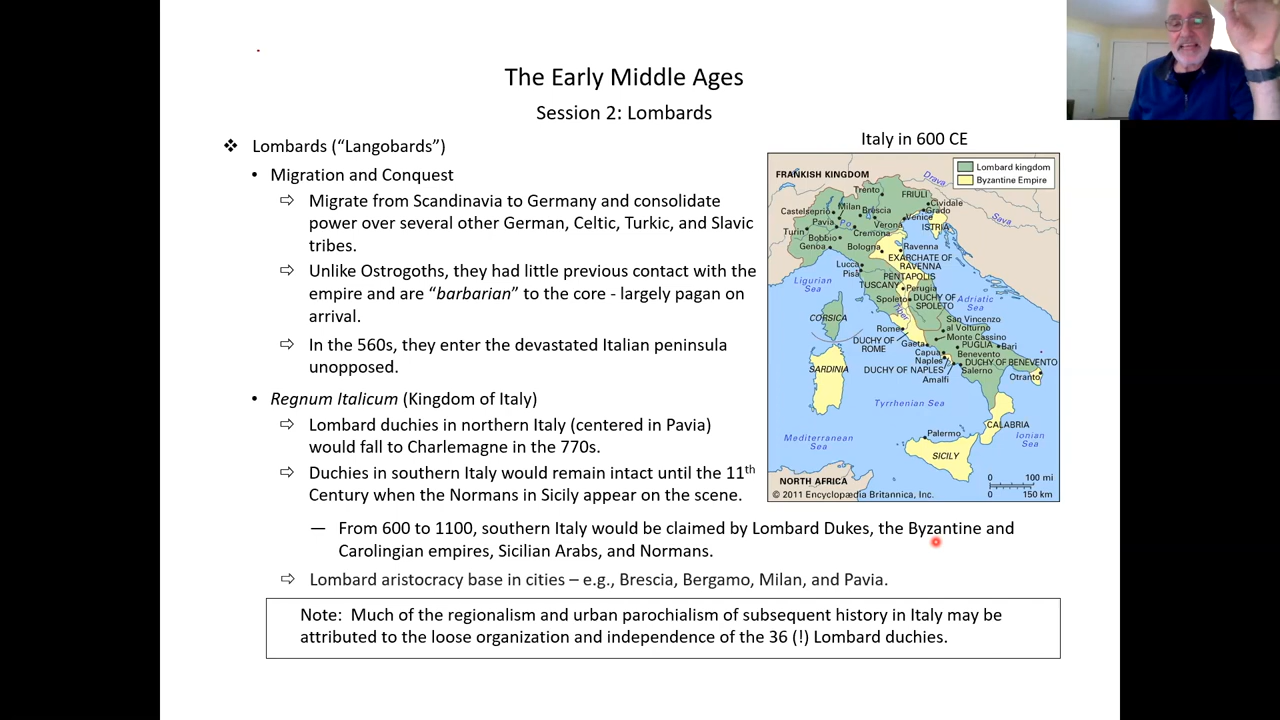 The Early Middle Ages
Session 2: Lombards
❖ Lombards (“Langobards”)
• Migration and Conquest
⇨ Migrate from Scandinavia to Germany and consolidate
power over several other German, Celtic, Turkic, and Slavic
tribes.
⇨ Unlike Ostrogoths, they had little previous contact with the
empire and are “barbarian” to the core - largely pagan on
arrival.
⇨ In the 560s, they enter the devastated Italian peninsula
unopposed.
• Regnum Italicum (Kingdom of Italy)
⇨ Lombard duchies in northern Italy (centered in Pavia)
would fall to Charlemagne in the 770s.
⇨ Duchies in southern Italy would remain intact until the 11th
Century when the Normans in Sicily appear on the scene.
— From 600 to 1100, southern Italy would be claimed by Lombard Dukes, the Byzantine and
Carolingian empires, Sicilian Arabs, and Normans.
⇨ Lombard aristocracy base in cities – e.g., Brescia, Bergamo, Milan, and Pavia.
Note: Much of the regionalism and urban parochialism of subsequent history in Italy may be
attributed to the loose organization and independence of the 36 (!) Lombard duchies.
Italy in 600 CE
Lombard kingdom
Byzantine Empire
FRANKISH KINGDOM
Drava
Sava
Trento
FRIULI
Cividale
Grado
Castelseprio
Milan
Brescia
Venice
ISTRIA
Pavia
Po
Verona
Turin
Cremona
Bobbio
Genoa
Bologna
Ravenna
EXARCHATE OF
RAVENNA
Lucca
Pisa
PENTAPOLIS
TUSCANY
Perugia
Ligurian
Sea
Spoleto
DUCHY OF
SPOLETO
Adriatic
Sea
Tiber
CORSICA
San Vincenzo
al Volturno
Rome
Monte Cassino
DUCHY OF
ROME
Gaeta
PUGLIA
Bari
Capua
Benevento
Naples
DUCHY OF BENEVENTO
SARDINIA
DUCHY OF NAPLES
Salerno
Amalfi
Otranto
Tyrrhenian Sea
CALABRIA
Mediterranean
Sea
Palermo
Ionian
Sea
SICILY
NORTH AFRICA
0 100 mi
0 150 km
© 2011 Encyclopædia Britannica, Inc.